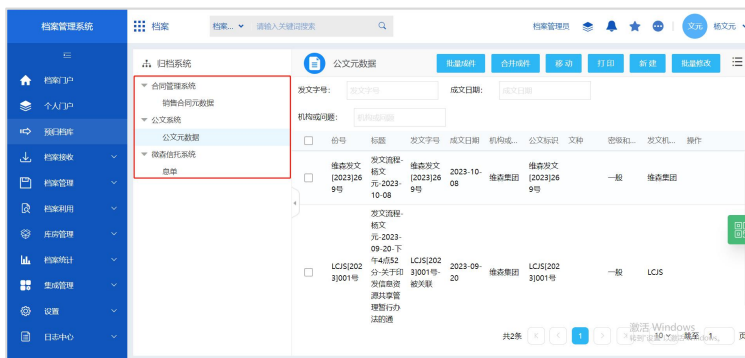 档案管理系统
档案
档案...
请输入关键词搜索
档案管理员
文元
杨文元
档案门户
个人门户
预归档库
档案接收
档案管理
档案利用
库房管理
档案统计
集成管理
设置
日志中心
归档系统
合同管理系统
销售合同元数据
公文系统
公文元数据
微森信托系统
息单
公文元数据
批量成件
合并成件
移动
打印
新建
批量修改
发文字号:
发文字号
成文日期:
成文日期
机构或问题:
机构或问题
份号 标题 发文字号 成文日期 机构或... 公文标识 文种 密级和... 发文机... 操作
维森发文[2023]269号
发文流程-杨文元-2023-10-08
维森发文[2023]269号
2023-10-08
维森集团
维森发文[2023]269号
一般
维森集团
LCJS[2023]001号
发文流程-杨文元-2023-09-20-下午4点52分-关于印发信息资源共享管理暂行办法的通
LCJS[2023]001号-被关联
2023-09-20
维森集团
LCJS[2023]001号
一般
LCJS
共2条
1
10
跳至
1
页
激活 Windows